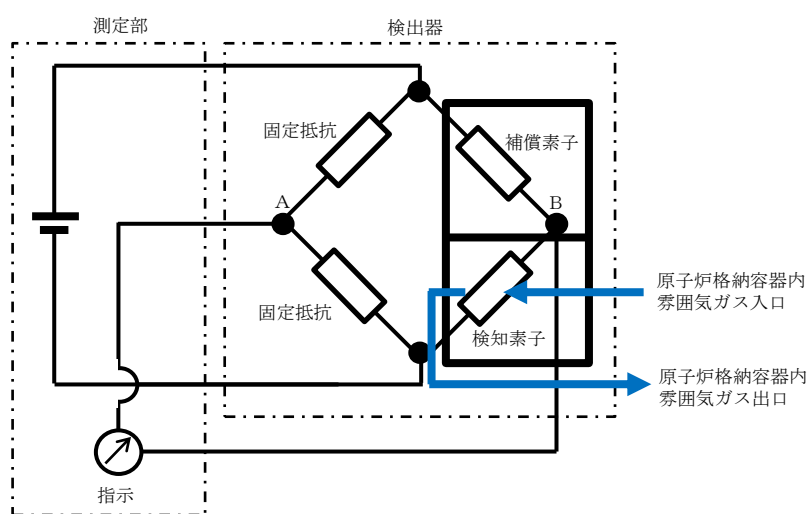 測定部
検出器
固定抵抗
補償素子
A
B
固定抵抗
検知素子
原子炉格納容器内
雰囲気ガス入口
原子炉格納容器内
雰囲気ガス出口
指示